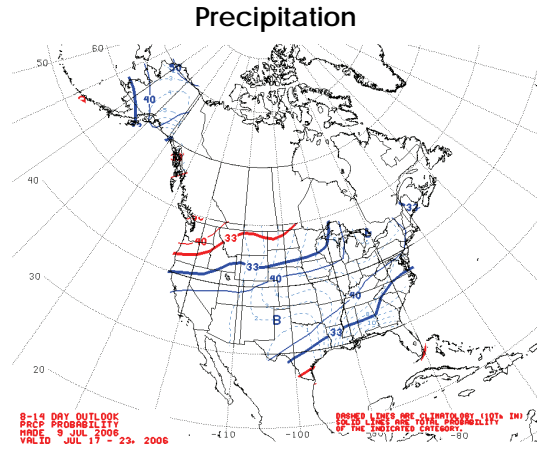 Precipitation
60
50
50
40
40
33
33
40
33
30
33
40
40
B
33
20
8-14 DAY OUTLOOK
PRCP PROBABILITY
MADE 9 JUL 2006
VALID JUL 17 - 23, 2006
DASHED LINES ARE CLIMATOLOGY (10Th IN)
SOLID LINES ARE TOTAL PROBABILITY
OF THE INDICATED CATEGORY.
-110
-100
-90
-80